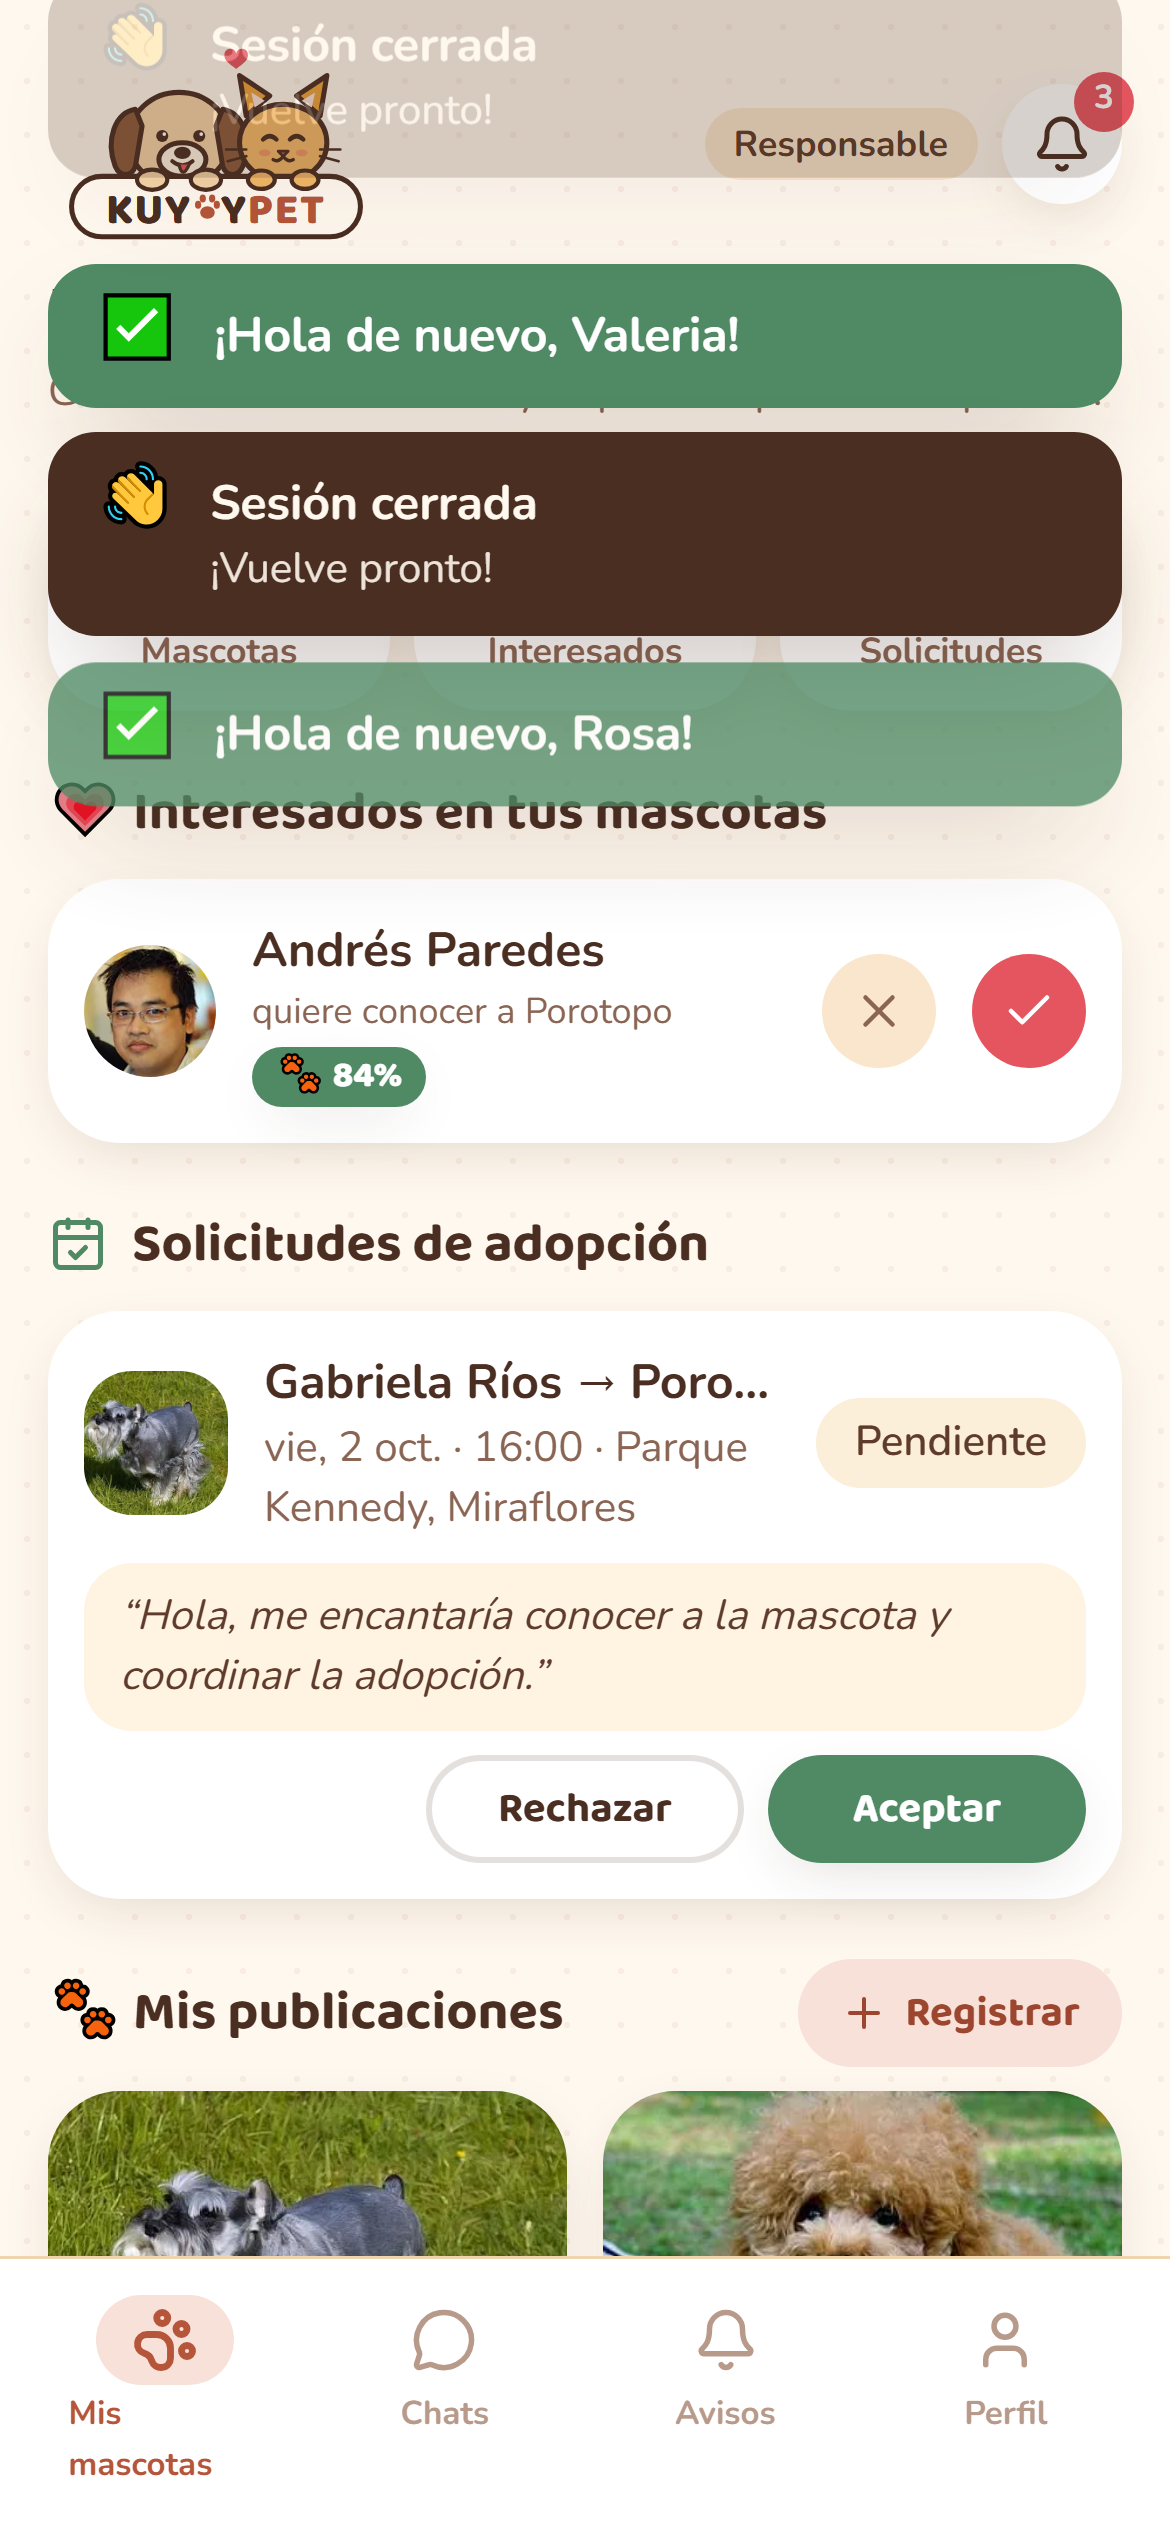 Sesión cerrada
¡Vuelve pronto!
KUYAYPET
Responsable
3
¡Hola de nuevo, Valeria!
Sesión cerrada
¡Vuelve pronto!
Mascotas Interesados Solicitudes
¡Hola de nuevo, Rosa!
Interesados en tus mascotas
Andrés Paredes
quiere conocer a Porotopo
84%
Solicitudes de adopción
Gabriela Ríos → Poro...
Pendiente
vie, 2 oct. · 16:00 · Parque
Kennedy, Miraflores
“Hola, me encantaría conocer a la mascota y
coordinar la adopción.”
Rechazar Aceptar
Mis publicaciones
+ Registrar
Mis
mascotas
Chats
Avisos
Perfil